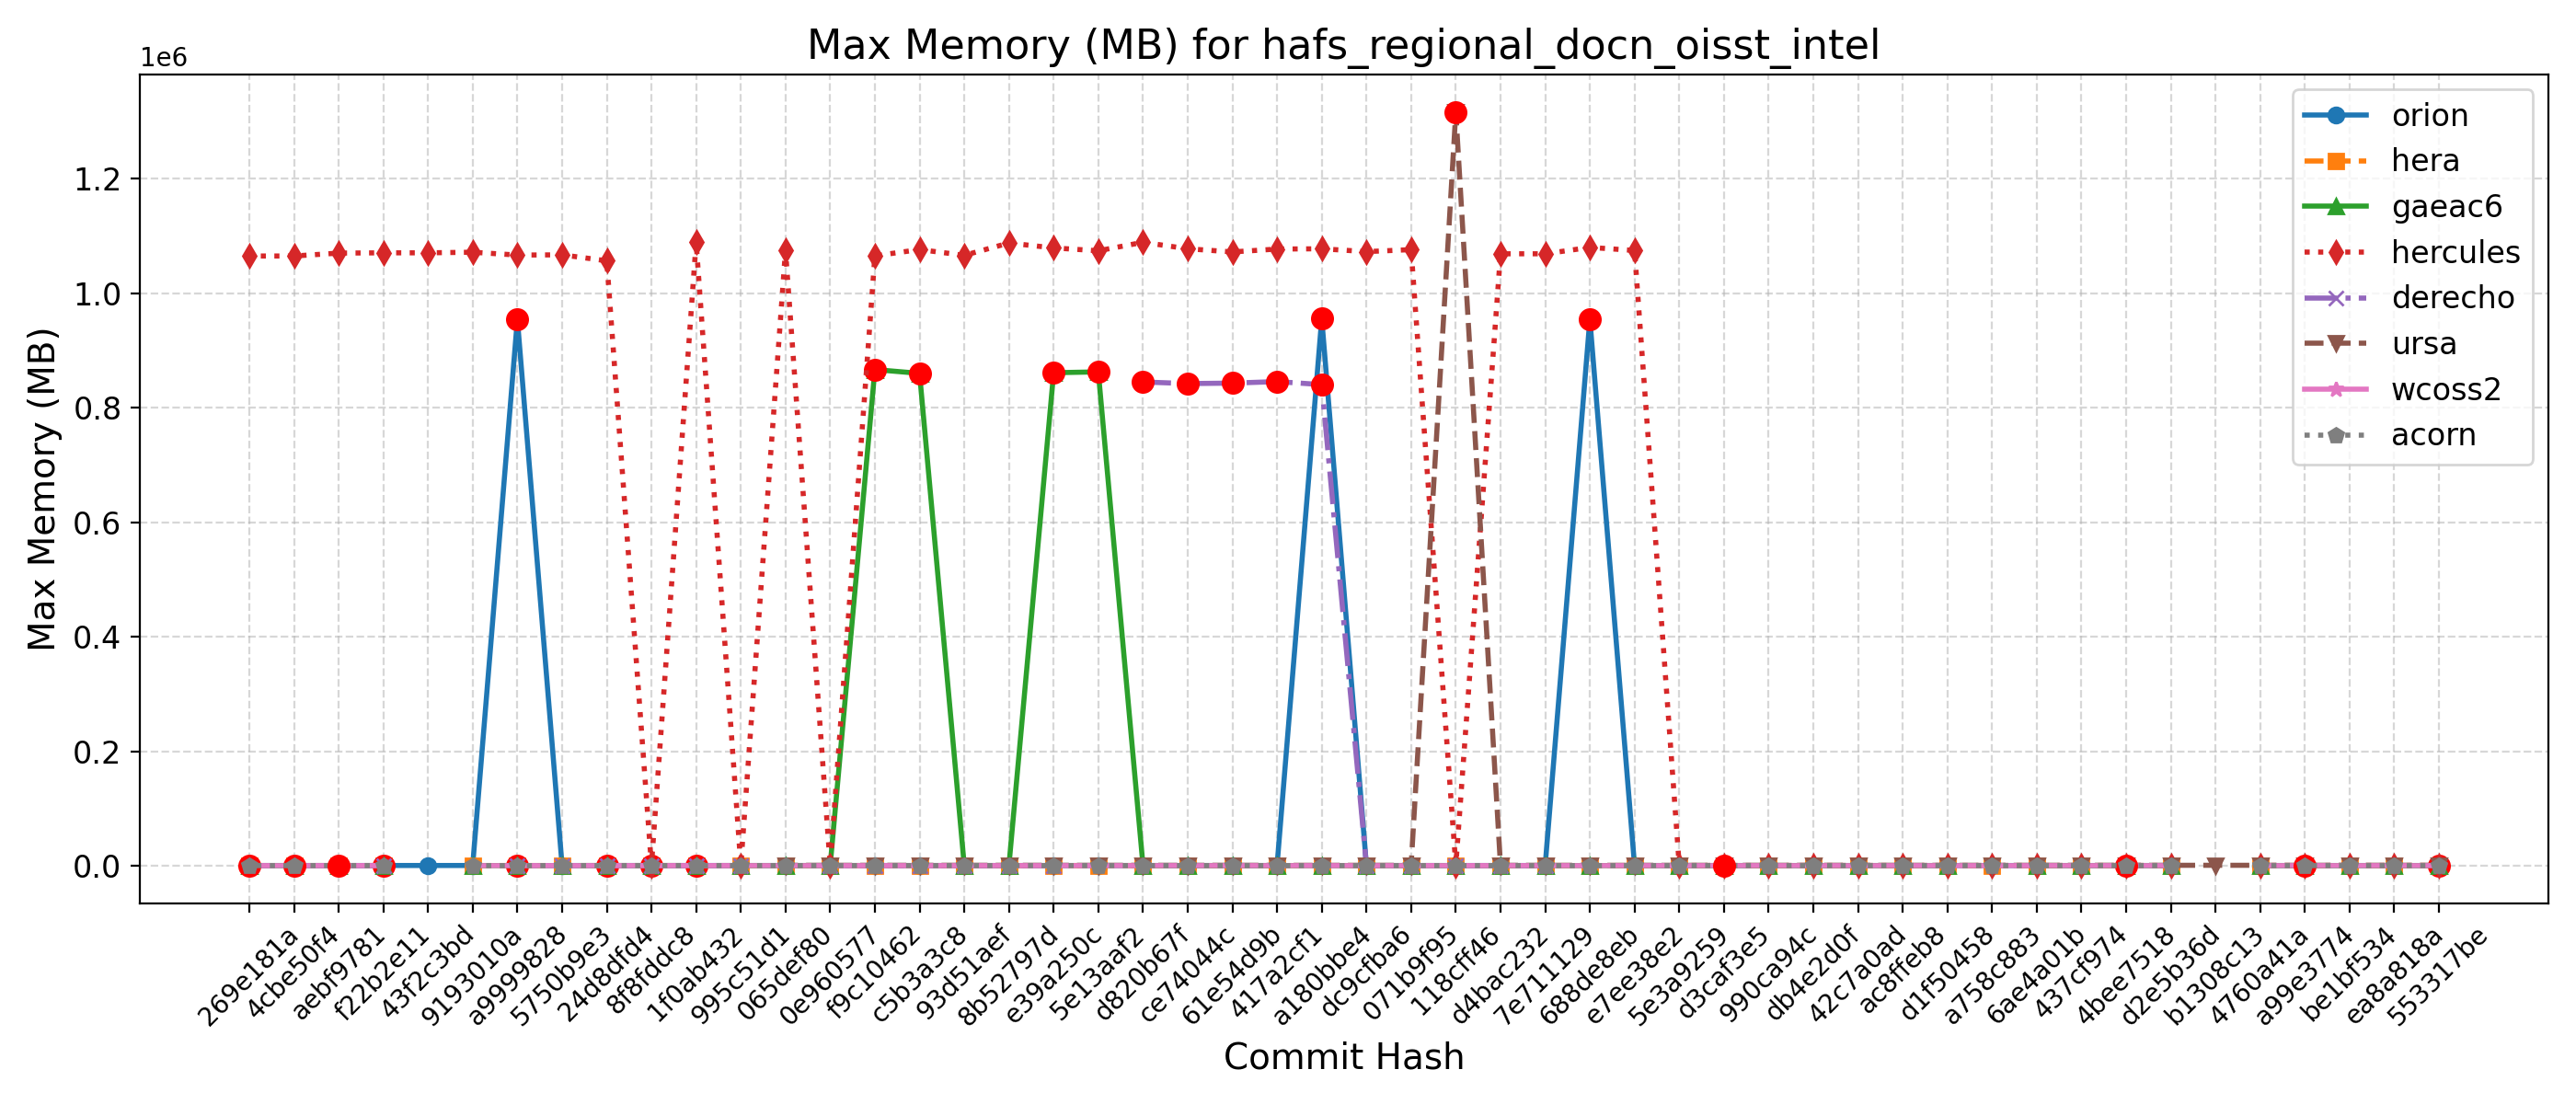 Max Memory (MB) for hafs_regional_docn_oisst_intel
1e6
1.2
1.0
0.8
0.6
0.4
0.2
0.0
Max Memory (MB)
orion
hera
gaeac6
hercules
derecho
ursa
wcoss2
acorn
269e181a
4cbe50f4
aebf9781
f22b2e11
43f2c3bd
9193010a
a9999828
5750b9e3
24d8dfd4
8f8fddc8
1f0ab432
995c51d1
065def80
0e960577
f9c10462
c5b3a3c8
93d51aef
8b52797d
e39a250c
5e13aaf2
d820b67f
ce74044c
61e54d9b
417a2cf1
a180bbe4
dc9cfba6
071b9f95
118cff46
d4bac232
7e711129
688de8eb
e7ee38e2
5e3a9259
d3caf3e5
990ca94c
db4e2d0f
42c7a0ad
ac8ffeb8
d1f50458
a758c883
6ae4a01b
437cf974
4bee7518
d2e5b36d
b1308c13
4760a41a
a99e3774
be1bf534
ea8a818a
553317be
Commit Hash